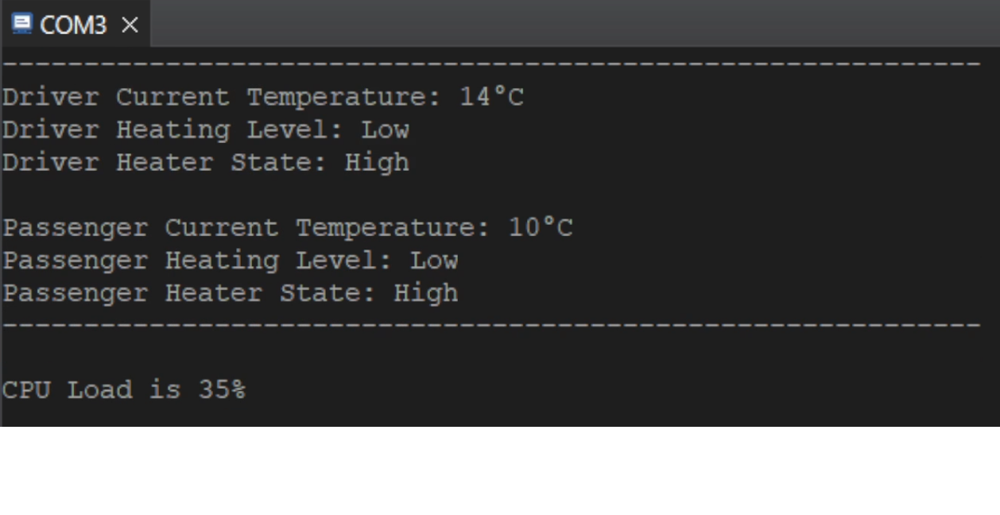 COM3
--------------------------------------------------------------
Driver Current Temperature: 14°C
Driver Heating Level: Low
Driver Heater State: High
Passenger Current Temperature: 10°C
Passenger Heating Level: Low
Passenger Heater State: High
--------------------------------------------------------------
CPU Load is 35%